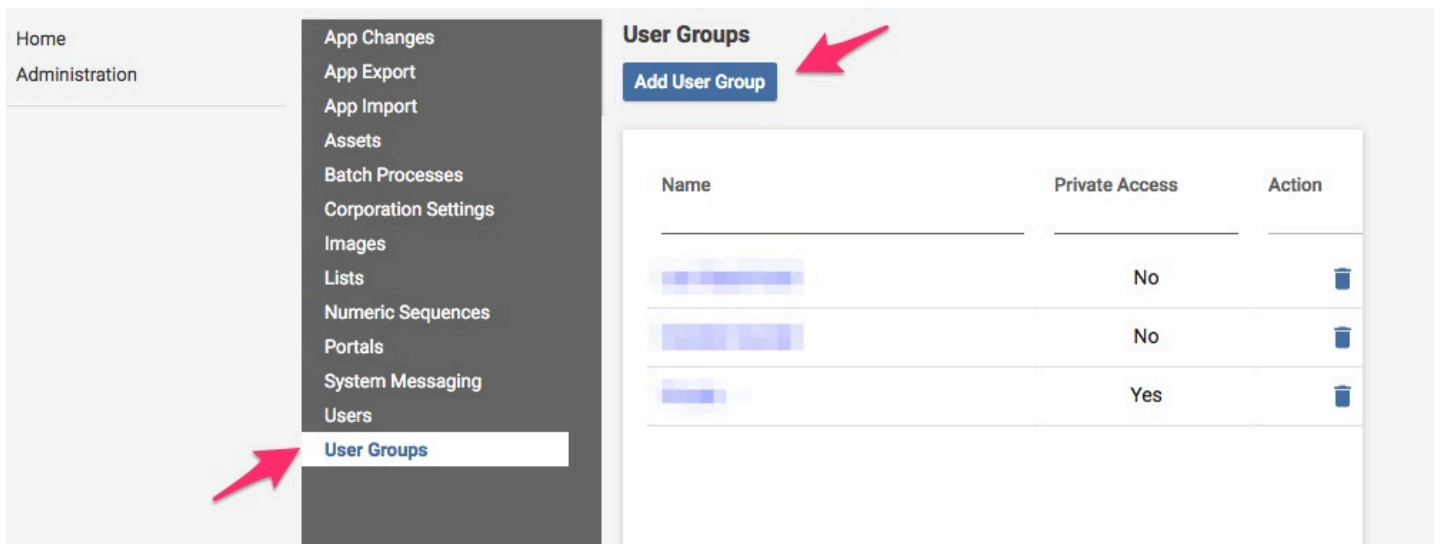 Home
Administration
App Changes
App Export
App Import
Assets
Batch Processes
Corporation Settings
Images
Lists
Numeric Sequences
Portals
System Messaging
Users
User Groups
User Groups
Add User Group
Name Private Access Action
No
No
Yes